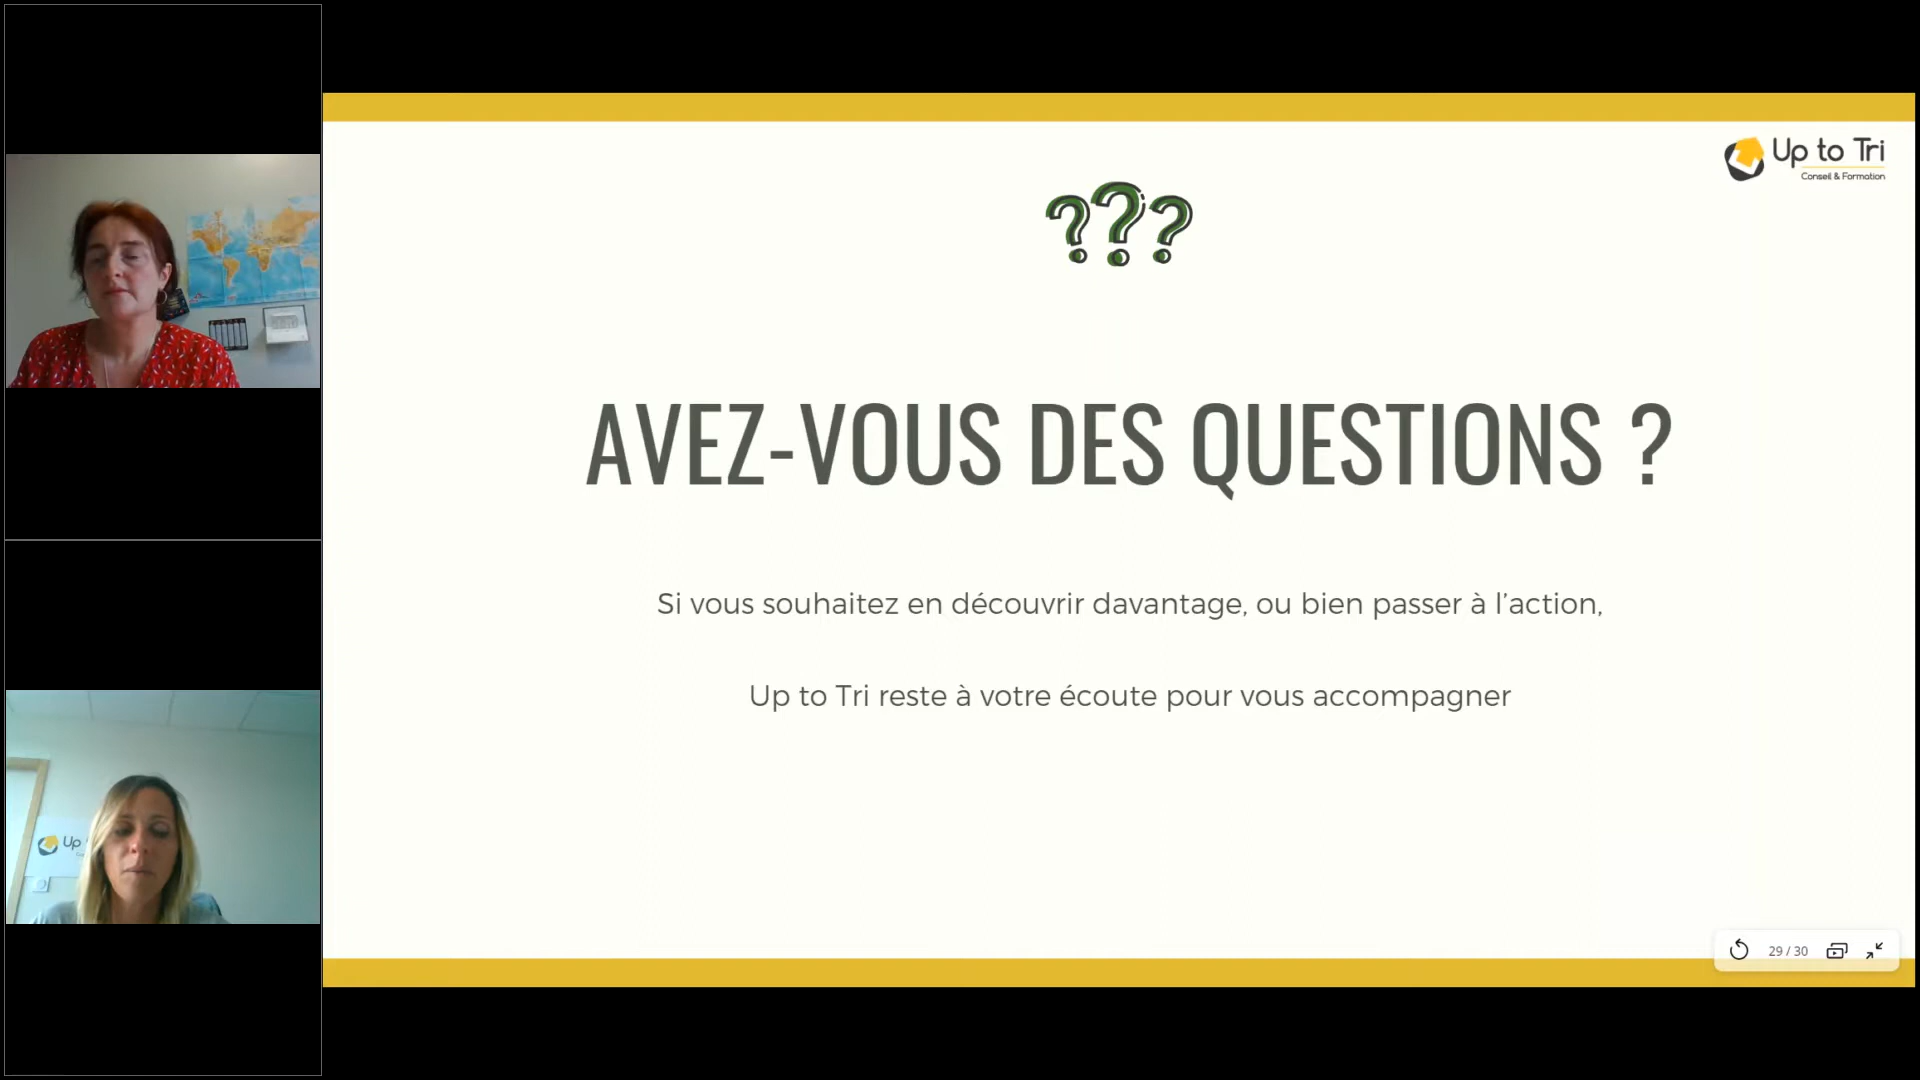 Up to Tri
Conseil & Formation
???
AVEZ-VOUS DES QUESTIONS ?
Si vous souhaitez en découvrir davantage, ou bien passer à l’action,
Up to Tri reste à votre écoute pour vous accompagner
Up
29 / 30